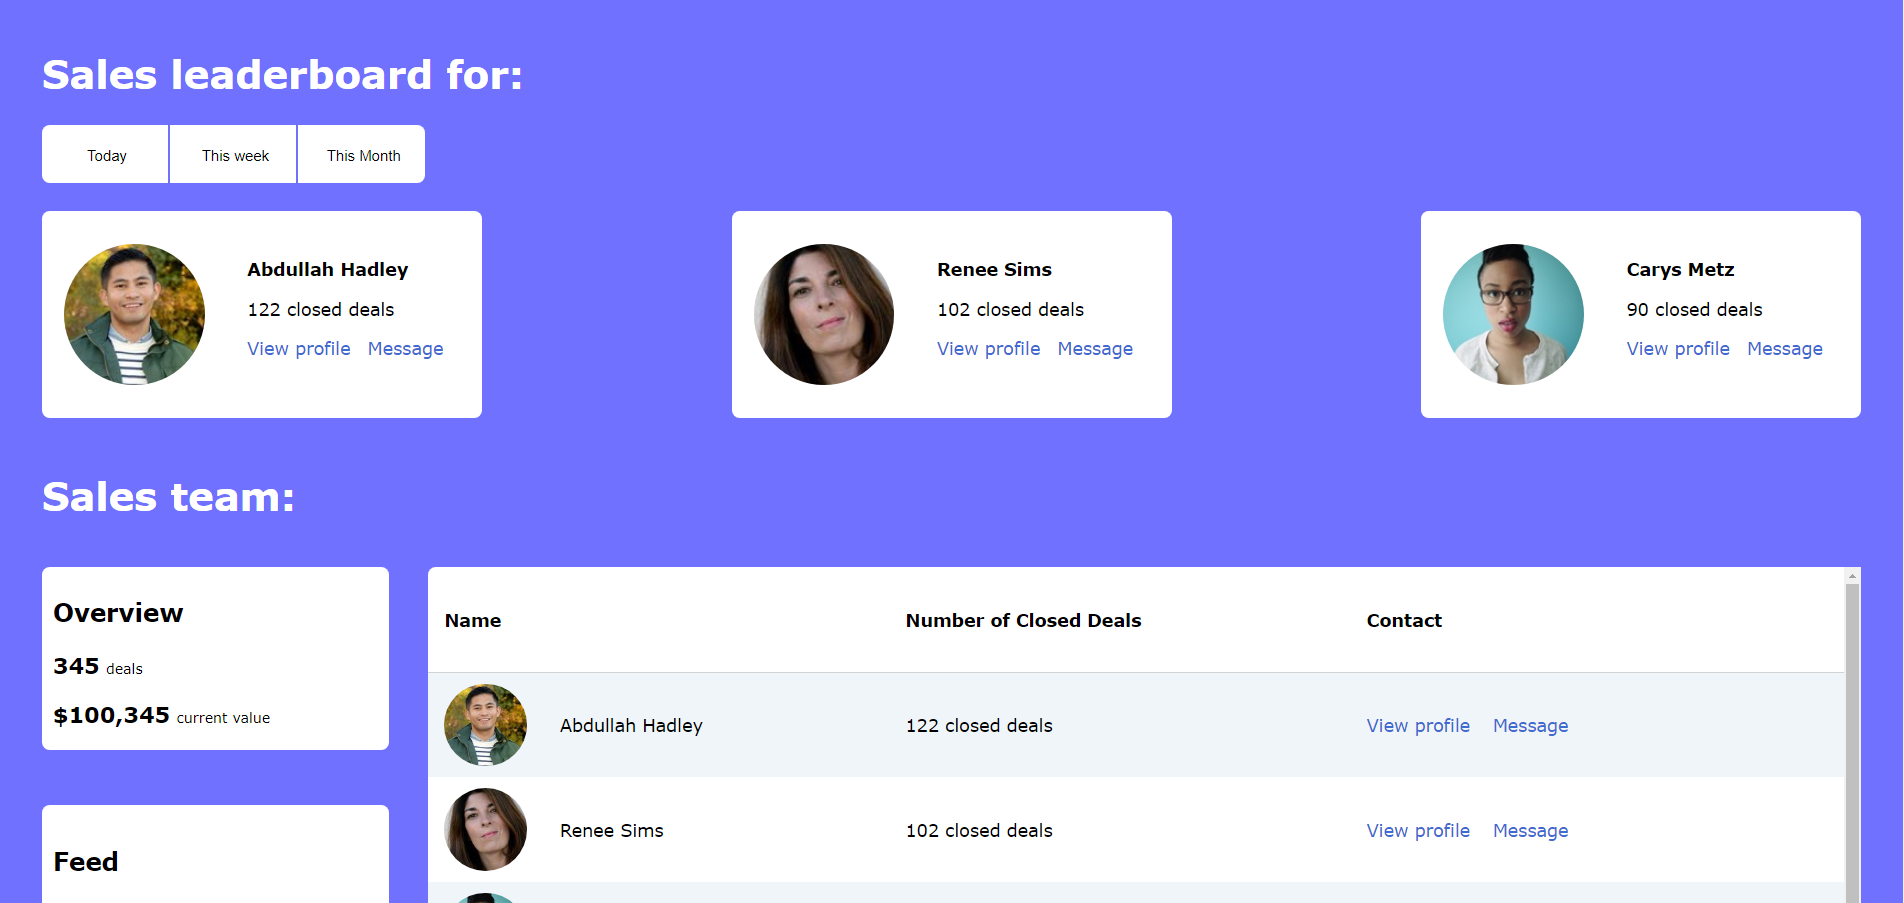 Sales leaderboard for:
Today This week This Month
Abdullah Hadley
122 closed deals
View profile Message
Renee Sims
102 closed deals
View profile Message
Carys Metz
90 closed deals
View profile Message
Sales team:
Overview
345 deals
$100,345 current value
Feed
Name Number of Closed Deals Contact
Abdullah Hadley 122 closed deals View profile Message
Renee Sims 102 closed deals View profile Message